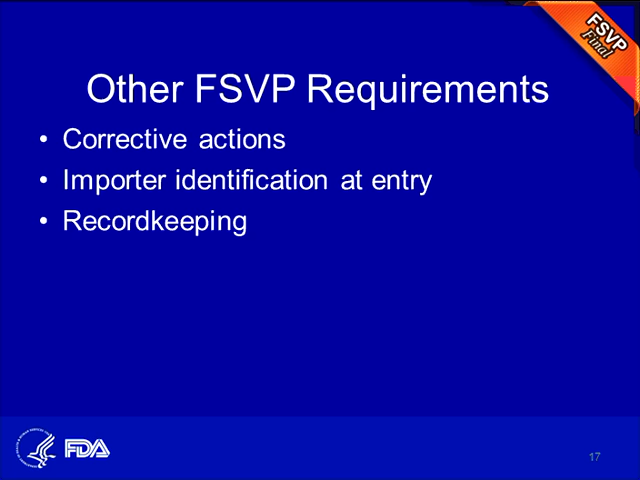 FSVP
Final
Other FSVP Requirements
• Corrective actions
• Importer identification at entry
• Recordkeeping
FDA
17